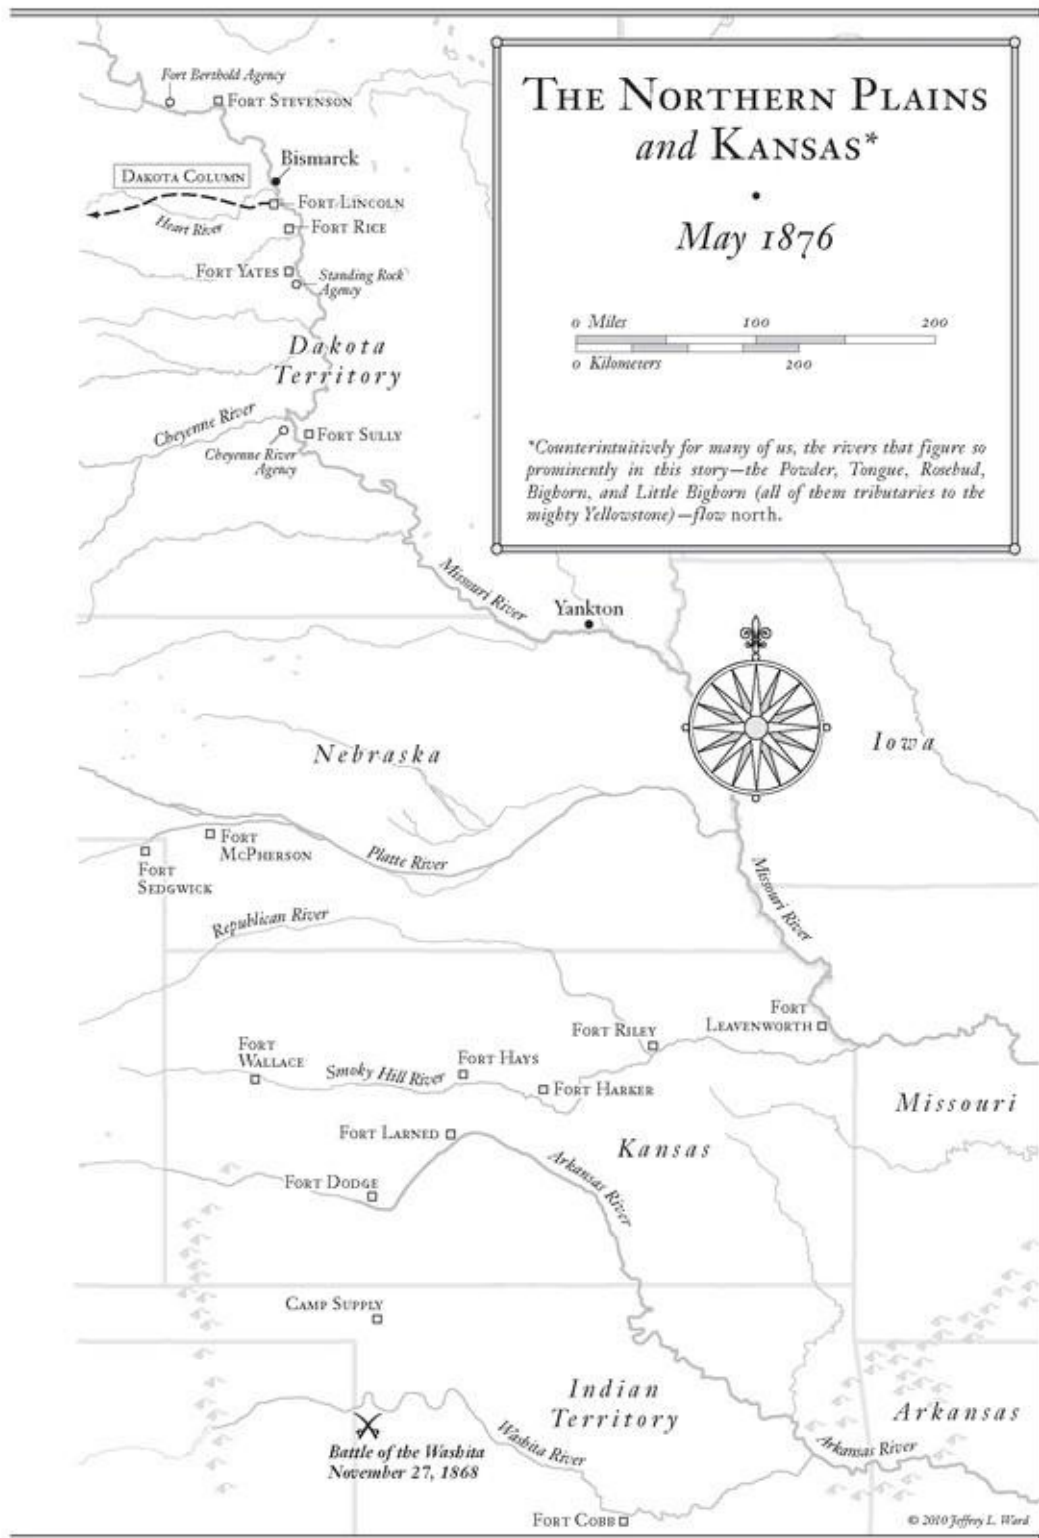 THE NORTHERN PLAINS
and KANSAS*
•
May 1876
0 Miles 100 200
0 Kilometers 200
*Counterintuitively for many of us, the rivers that figure so
prominently in this story—the Powder, Tongue, Rosebud,
Bighorn, and Little Bighorn (all of them tributaries to the
mighty Yellowstone)—flow north.
Fort Berthold Agency
FORT STEVENSON
Bismarck
DAKOTA COLUMN
FORT LINCOLN
Heart River
FORT RICE
FORT YATES
Standing Rock
Agency
Dakota
Territory
Cheyenne River
FORT SULLY
Cheyenne River
Agency
Missouri River
Yankton
Nebraska
Iowa
FORT
MCPHERSON
FORT
SEDGWICK
Platte River
Missouri River
Republican River
FORT
LEAVENWORTH
FORT RILEY
FORT
WALLACE
Smoky Hill River
FORT HAYS
FORT HARKER
Missouri
FORT LARNED
Kansas
FORT DODGE
Arkansas River
CAMP SUPPLY
Indian
Territory
Arkansas
Battle of the Washita
November 27, 1868
Washita River
Arkansas River
FORT COBB
© 2010 Jeffrey L. Ward